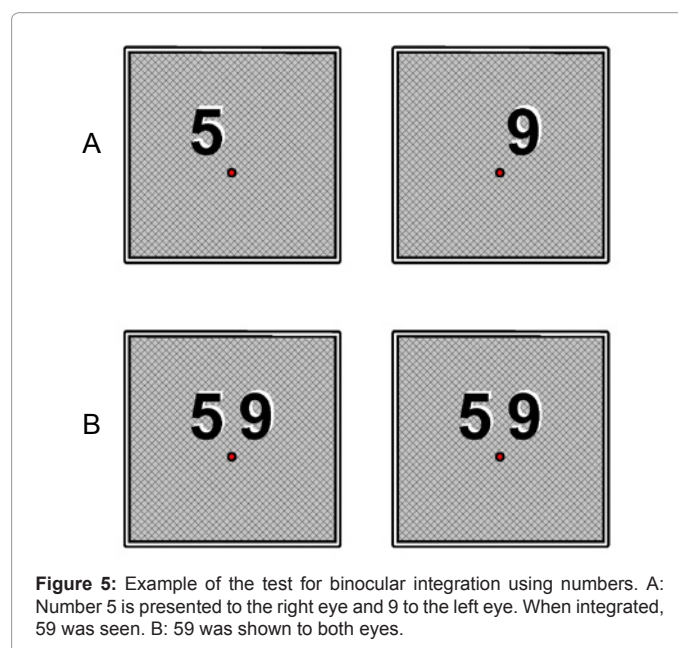 A
5
9
B
59
59
Figure 5: Example of the test for binocular integration using numbers. A:
Number 5 is presented to the right eye and 9 to the left eye. When integrated,
59 was seen. B: 59 was shown to both eyes.